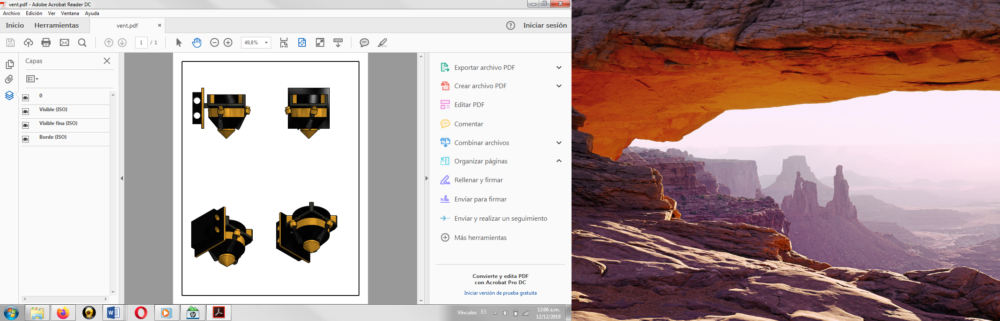 vent.pdf - Adobe Acrobat Reader DC
Archivo Edición Ver Ventana Ayuda
Inicio Herramientas vent.pdf Iniciar sesión
1 / 1 49,8%
Capas
0
Visible (ISO)
Visible fina (ISO)
Borde (ISO)
Exportar archivo PDF
Crear archivo PDF
Editar PDF
Comentar
Combinar archivos
Organizar páginas
Rellenar y firmar
Enviar para firmar
Enviar y realizar un seguimiento
Más herramientas
Convierte y edita PDF
con Acrobat Pro DC
Iniciar versión de prueba gratuita
Vínculos ES 12:06 a.m.
12/12/2019